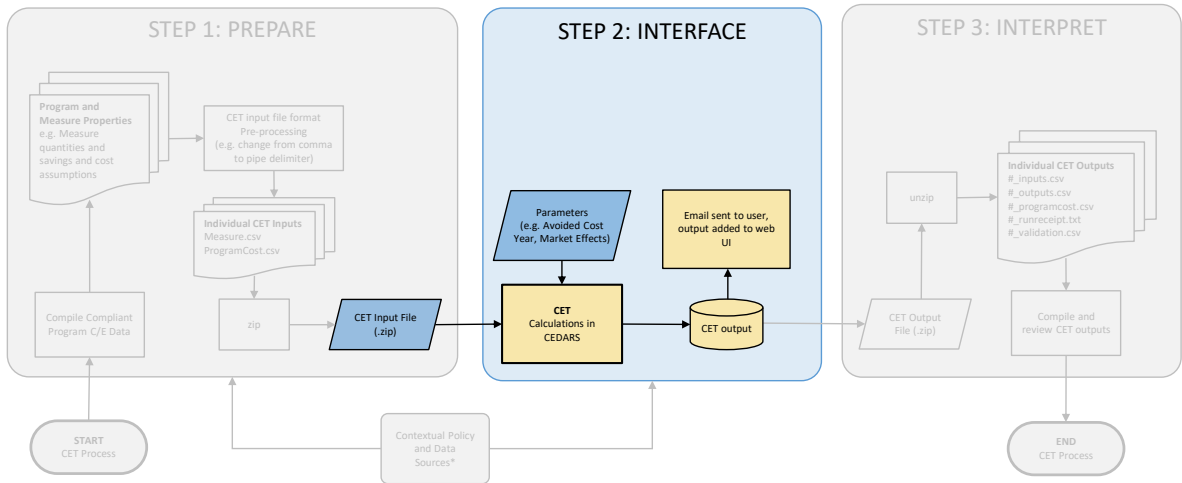 STEP 1: PREPARE
Program and
Measure Properties
e.g. Measure
quantities and
savings and cost
assumptions
CET input file format
Pre-processing
(e.g. change from comma
to pipe delimiter)
Individual CET Inputs
Measure.csv
ProgramCost.csv
Compile Compliant
Program C/E Data
zip
CET Input File
(.zip)
START
CET Process
STEP 2: INTERFACE
Parameters
(e.g. Avoided Cost
Year, Market Effects)
Email sent to user,
output added to web
UI
CET
Calculations in
CEDARS
CET output
Contextual Policy
and Data
Sources*
STEP 3: INTERPRET
unzip
Individual CET Outputs
#_inputs.csv
#_outputs.csv
#_programcost.csv
#_runreceipt.txt
#_validation.csv
CET Output
File (.zip)
Compile and
review CET outputs
END
CET Process